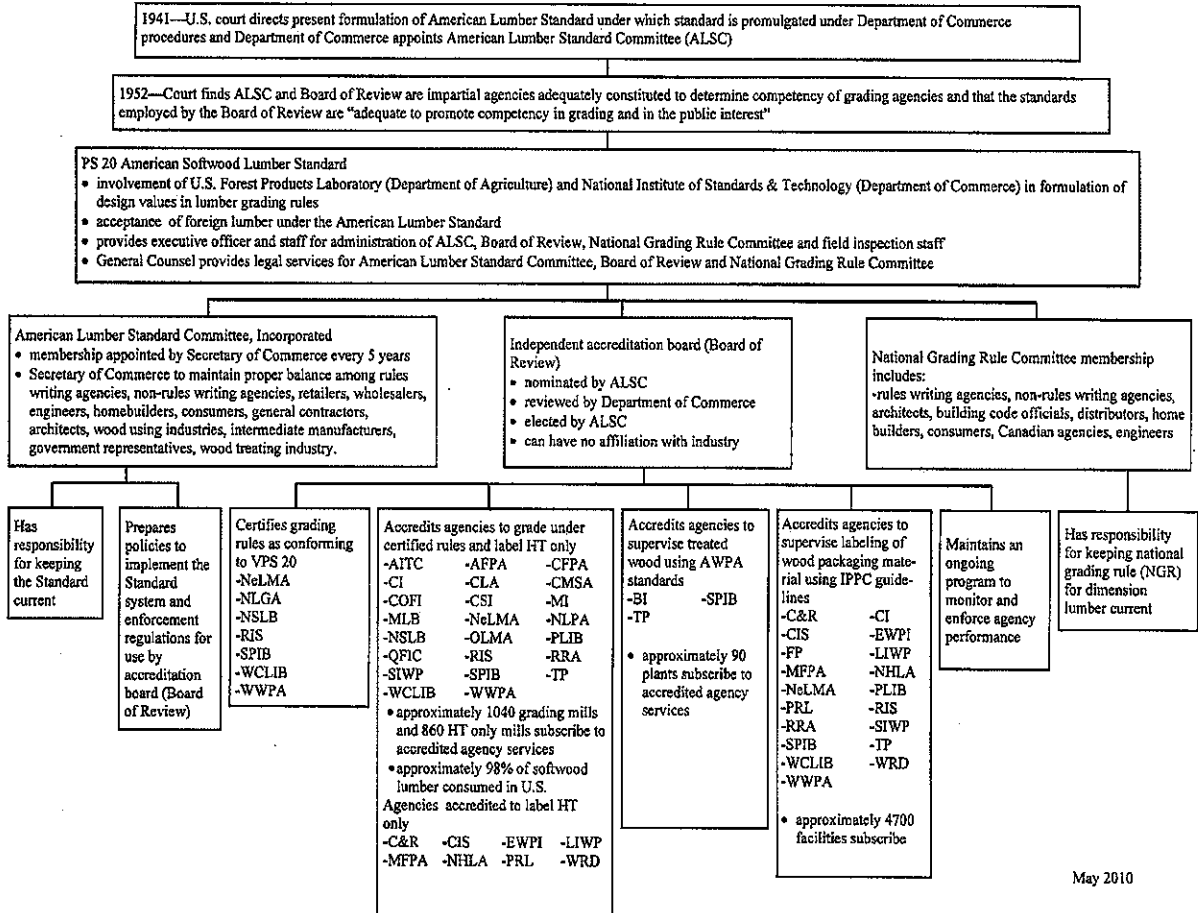 1941—U.S. court directs present formulation of American Lumber Standard under which standard is promulgated under Department of Commerce
procedures and Department of Commerce appoints American Lumber Standard Committee (ALSC)
1952—Court finds ALSC and Board of Review are impartial agencies adequately constituted to determine competency of grading agencies and that the standards
employed by the Board of Review are “adequate to promote competency in grading and in the public interest”
PS 20 American Softwood Lumber Standard
• involvement of U.S. Forest Products Laboratory (Department of Agriculture) and National Institute of Standards & Technology (Department of Commerce) in formulation of
design values in lumber grading rules
• acceptance of foreign lumber under the American Lumber Standard
• provides executive officer and staff for administration of ALSC, Board of Review, National Grading Rule Committee and field inspection staff
• General Counsel provides legal services for American Lumber Standard Committee, Board of Review and National Grading Rule Committee
American Lumber Standard Committee, Incorporated
• membership appointed by Secretary of Commerce every 5 years
• Secretary of Commerce to maintain proper balance among rules
writing agencies, non-rules writing agencies, retailers, wholesalers,
engineers, homebuilders, consumers, general contractors,
architects, wood using industries, intermediate manufacturers,
government representatives, wood treating industry.
Independent accreditation board (Board of
Review)
• nominated by ALSC
• reviewed by Department of Commerce
• elected by ALSC
• can have no affiliation with industry
National Grading Rule Committee membership
includes:
-rules writing agencies, non-rules writing agencies,
architects, building code officials, distributors, home
builders, consumers, Canadian agencies, engineers
Has
responsibility
for keeping
the Standard
current
Prepares
policies to
implement the
Standard
system and
enforcement
regulations for
use by
accreditation
board (Board
of Review)
Certifies grading
rules as conforming
to VPS 20
-NeLMA
-NLGA
-NSLB
-RIS
-SPIB
-WCLIB
-WWPA
Accredits agencies to grade under
certified rules and label HT only
-AITC -AFPA -CFPA
-CI -CLA -CMSA
-COFI -CSI -MI
-MLB -NeLMA -NLPA
-NSLB -OLMA -PLIB
-QFIC -RIS -RRA
-SIWP -SPIB -TP
-WCLIB -WWPA
• approximately 1040 grading mills
and 860 HT only mills subscribe to
accredited agency services
• approximately 98% of softwood
lumber consumed in U.S.
Agencies accredited to label HT
only
-C&R -CIS -EWPI -LIWP
-MFPA -NHLA -PRL -WRD
Accredits agencies to
supervise treated
wood using AWPA
standards
-BI -SPIB
-TP
• approximately 90
plants subscribe to
accredited agency
services
Accredits agencies to
supervise labeling of
wood packaging mate-
rial using IPPC guide-
lines
-C&R -CI
-CIS -EWPI
-FP -LIWP
-MFPA -NHLA
-NeLMA -PLIB
-PRL -RIS
-RRA -SIWP
-SPIB -TP
-WCLIB -WRD
-WWPA
• approximately 4700
facilities subscribe
Maintains an
ongoing
program to
monitor and
enforce agency
performance
Has responsibility
for keeping national
grading rule (NGR)
for dimension
lumber current
May 2010